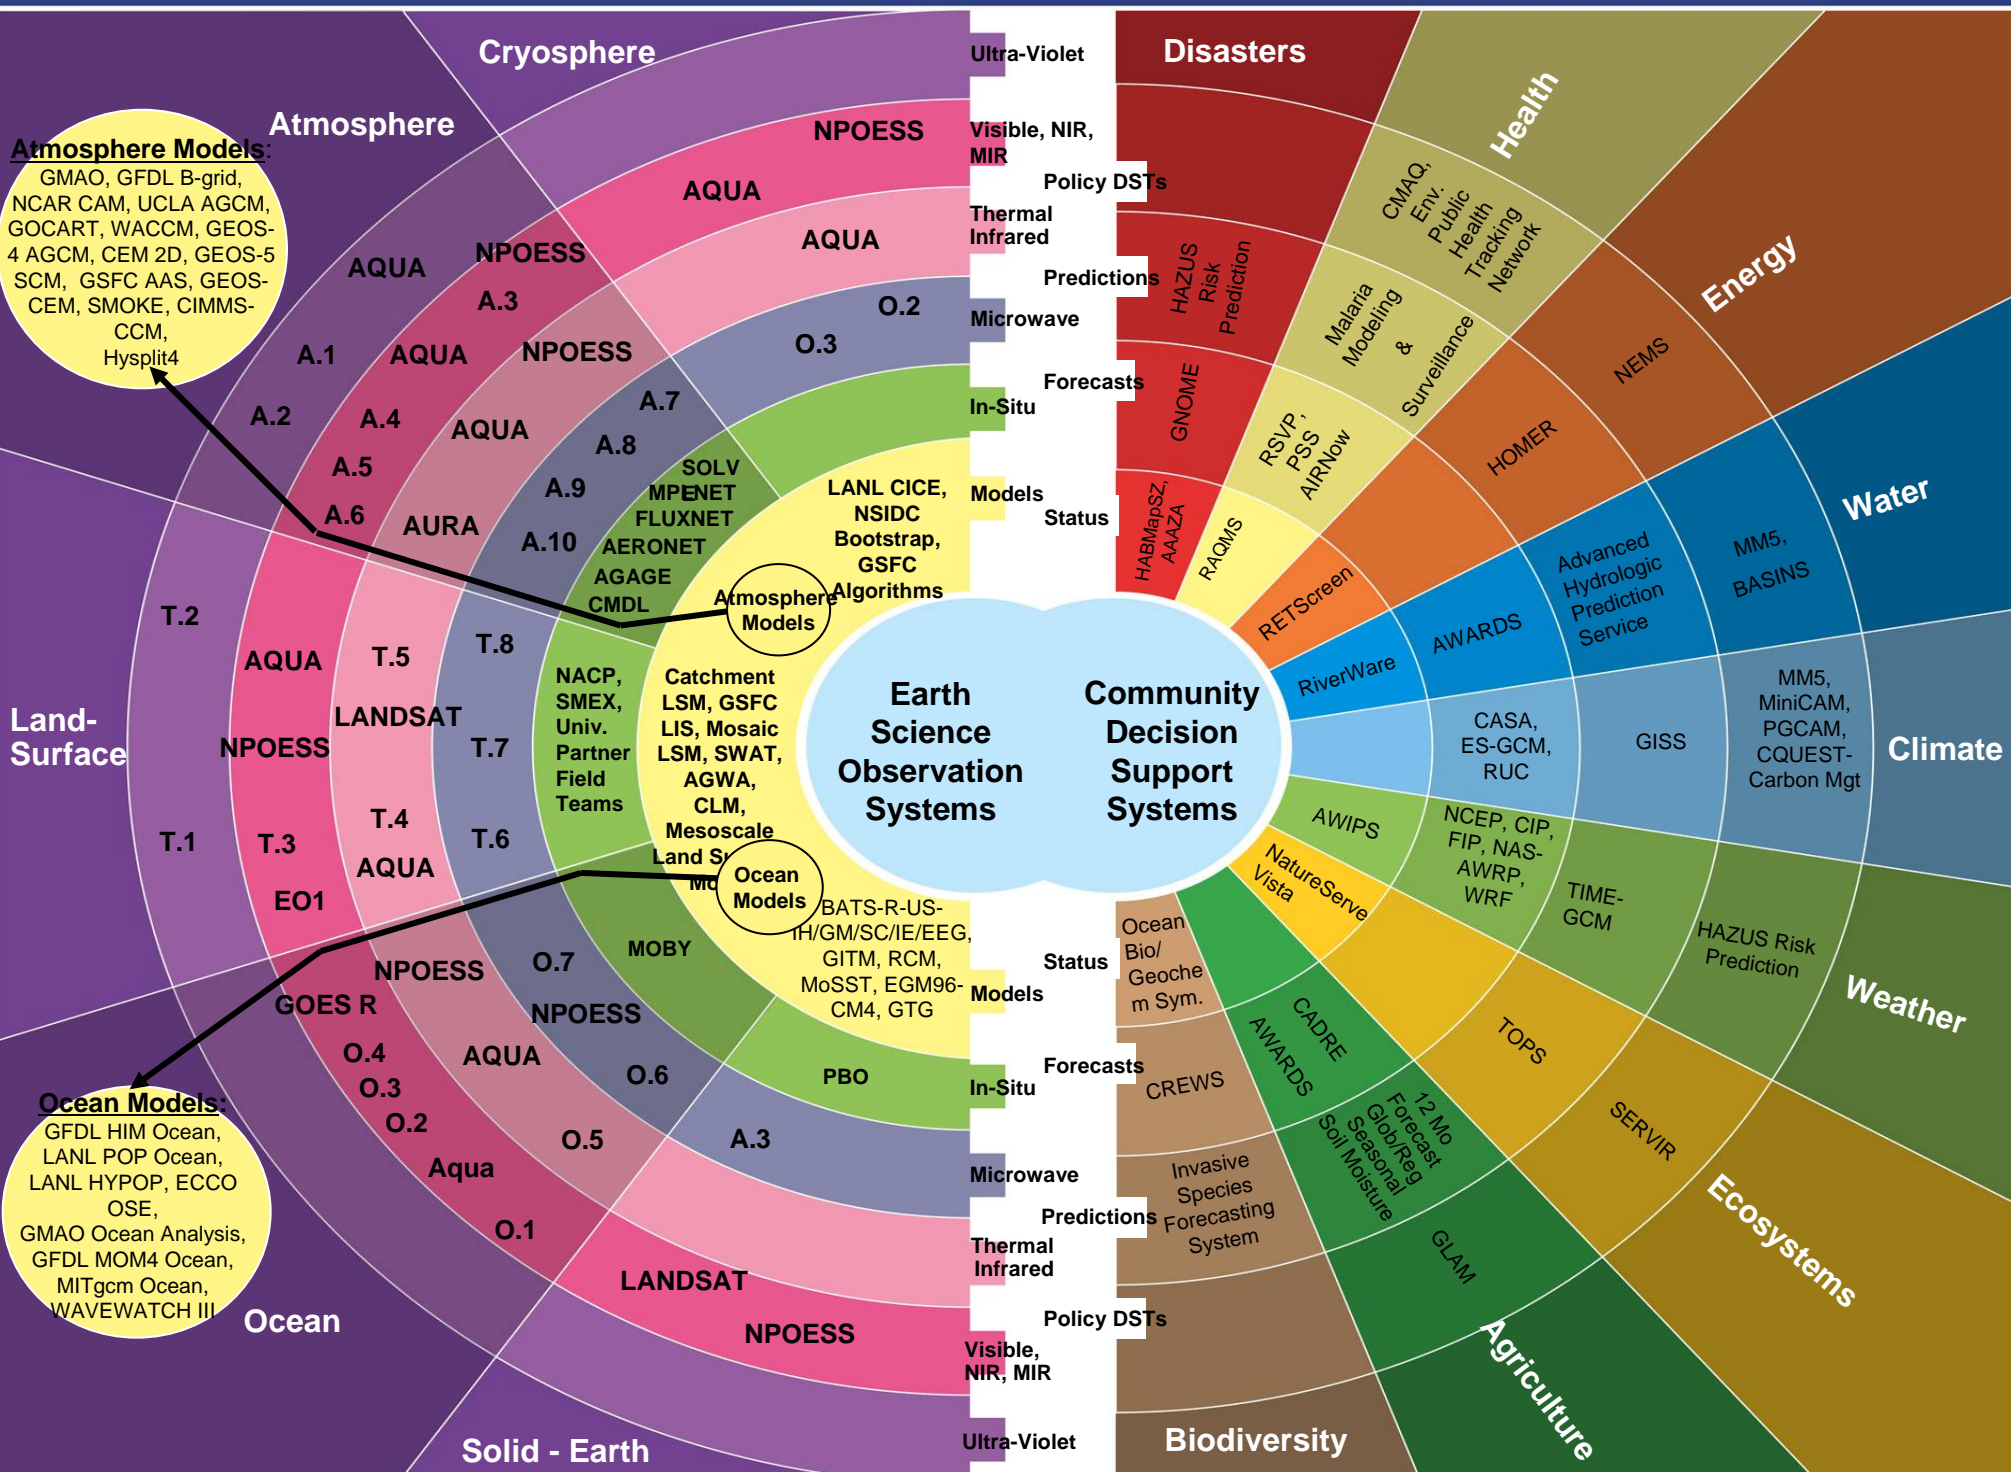 Cryosphere
Atmosphere
Land-
Surface
Ocean
Solid - Earth
Atmosphere Models:
GMAO, GFDL B-grid,
NCAR CAM, UCLA AGCM,
GOCART, WACCM, GEOS-
4 AGCM, CEM 2D, GEOS-5
SCM, GSFC AAS, GEOS-
CEM, SMOKE, CIMMS-
CCM,
Hysplit4
Ocean Models:
GFDL HIM Ocean,
LANL POP Ocean,
LANL HYPOP, ECCO
OSE,
GMAO Ocean Analysis,
GFDL MOM4 Ocean,
MITgcm Ocean,
WAVEWATCH III
NPOESS
AQUA
AQUA
O.2
O.3
AQUA
A.1
A.2
NPOESS
A.3
AQUA
A.4
A.5
A.6
NPOESS
AQUA
AURA
A.7
A.8
A.9
A.10
SOLV
MPLNET
FLUXNET
AERONET
AGAGE
CMDL
LANL CICE,
NSIDC
Bootstrap,
GSFC
Algorithms
Atmosphere
Models
T.2
T.1
AQUA
NPOESS
T.3
EO1
T.5
LANDSAT
T.4
AQUA
T.8
T.7
T.6
NACP,
SMEX,
Univ.
Partner
Field
Teams
Catchment
LSM, GSFC
LIS, Mosaic
LSM, SWAT,
AGWA,
CLM,
Mesoscale
Land
Ocean
Models
BATS-R-US-
IH/GM/SC/IE/EEG,
GITM, RCM,
MoSST, EGM96-
CM4, GTG
GOES R
O.4
O.3
O.2
Aqua
O.1
NPOESS
AQUA
O.5
O.7
NPOESS
O.6
MOBY
PBO
A.3
LANDSAT
NPOESS
Earth
Science
Observation
Systems
Community
Decision
Support
Systems
Ultra-Violet
Visible, NIR,
MIR
Policy DSTs
Thermal
Infrared
Predictions
Microwave
Forecasts
In-Situ
Models
Status
Status
Models
Forecasts
In-Situ
Microwave
Predictions
Thermal
Infrared
Policy DSTs
Visible,
NIR, MIR
Ultra-Violet
Disasters
HAZUS
Risk
Prediction
GNOME
HABMapSZ,
AAAZA
Health
CMAQ,
Env.
Public
Health
Tracking
Network
Malaria
Modeling
&
Surveillance
RSVP,
PSS
AIRNow
RAQMS
Energy
NEMS
HOMER
RETScreen
Water
MM5,
BASINS
Advanced
Hydrologic
Prediction
Service
AWARDS
RiverWare
Climate
MM5,
MiniCAM,
PGCAM,
CQUEST-
Carbon Mgt
GISS
CASA,
ES-GCM,
RUC
Weather
HAZUS Risk
Prediction
TIME-
GCM
NCEP, CIP,
FIP, NAS-
AWRP,
WRF
AWIPS
Ecosystems
SERVIR
TOPS
NatureServe
Vista
Agriculture
GLAM
12 Mo
Forecast
Glob/Reg
Seasonal
Soil Moisture
CADRE
AWARDS
Biodiversity
Invasive
Species
Forecasting
System
CREWS
Ocean
Bio/
Geoche
m Sym.